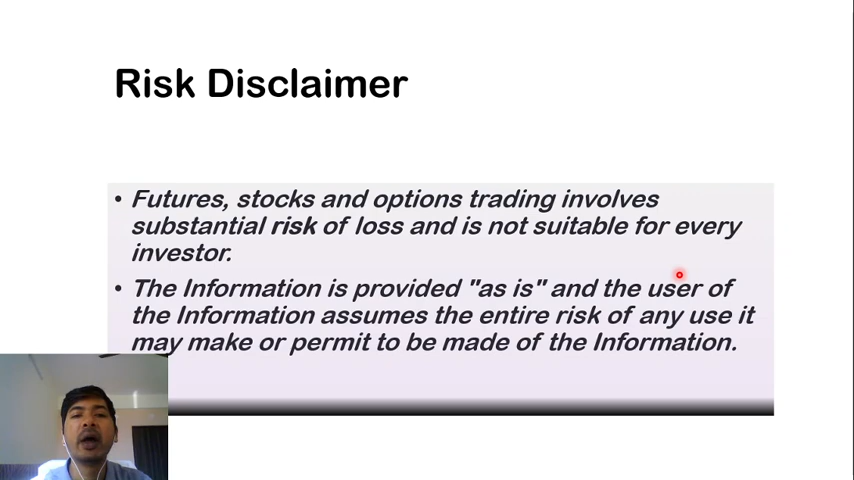 Risk Disclaimer
• Futures, stocks and options trading involves
substantial risk of loss and is not suitable for every
investor.
• The Information is provided "as is" and the user of
the Information assumes the entire risk of any use it
may make or permit to be made of the Information.